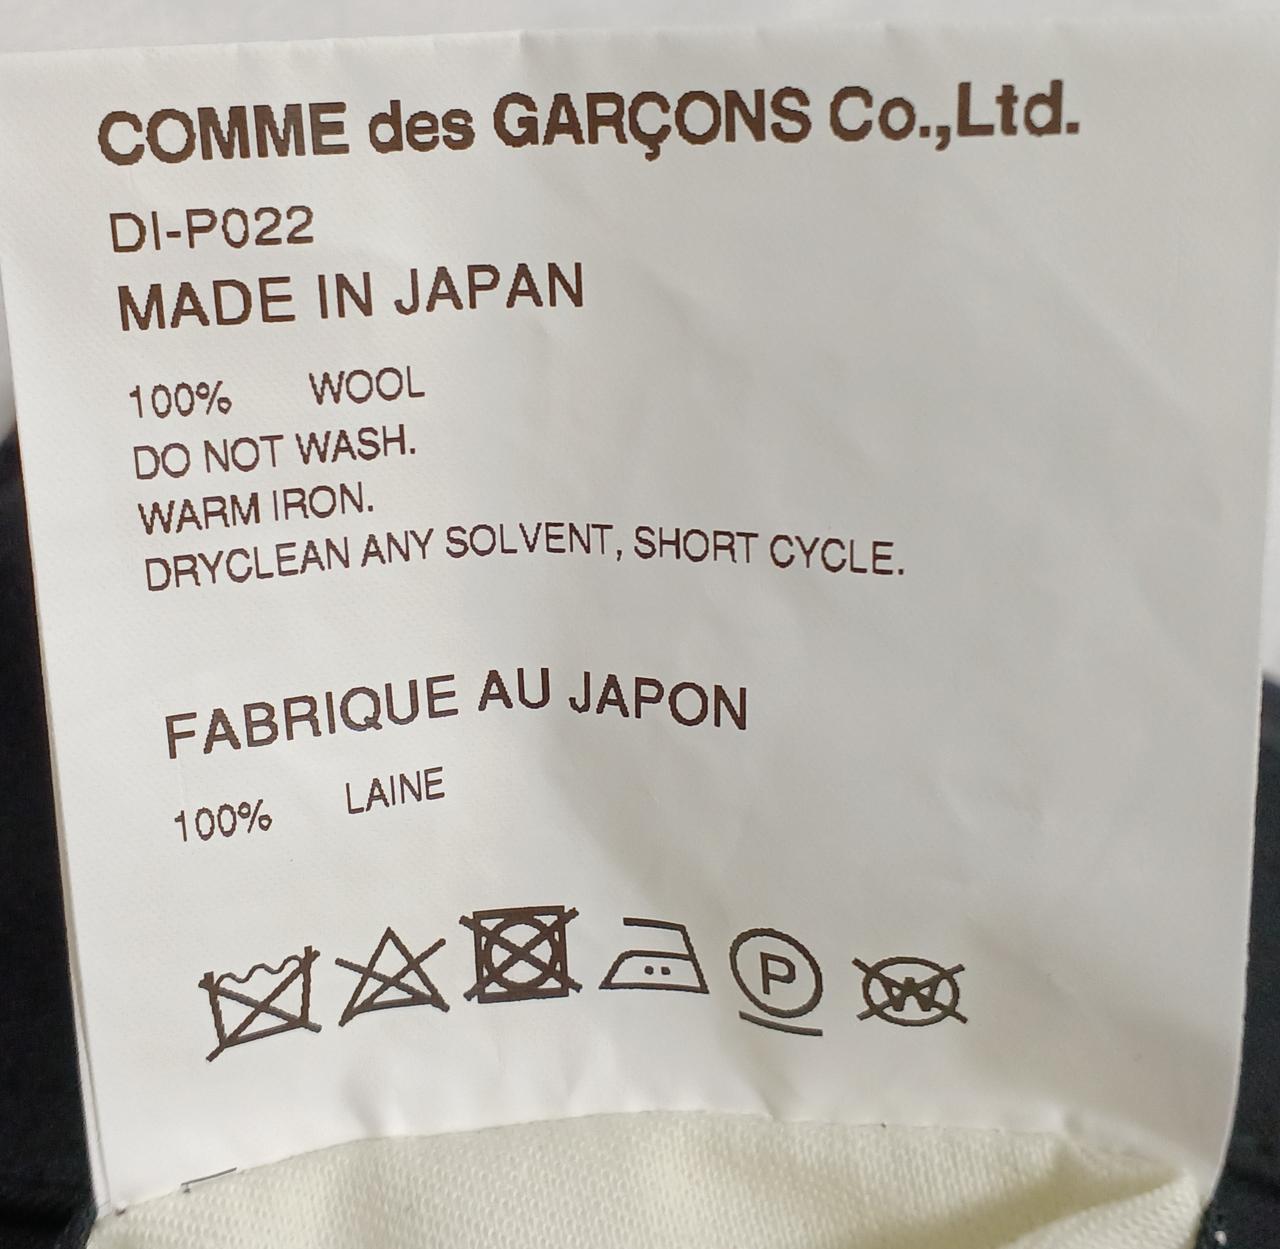 COMME des GARÇONS Co.,Ltd.
DI-P022
MADE IN JAPAN
100% WOOL
DO NOT WASH.
WARM IRON.
DRYCLEAN ANY SOLVENT, SHORT CYCLE.
FABRIQUE AU JAPON
100% LAINE
P W